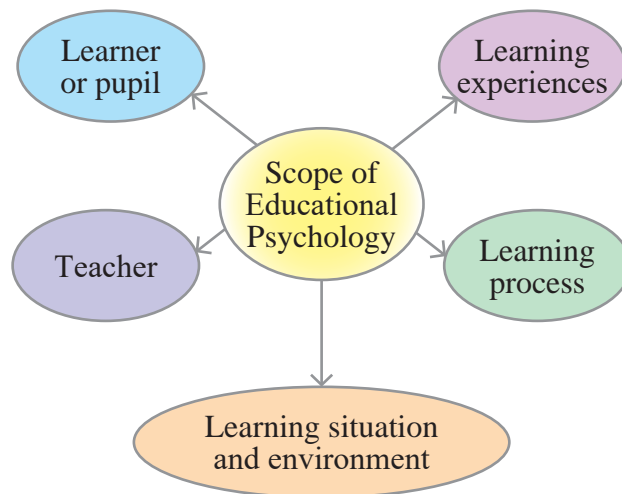 Learner
or pupil
Learning
experiences
Scope of
Educational
Psychology
Teacher
Learning
process
Learning situation
and environment